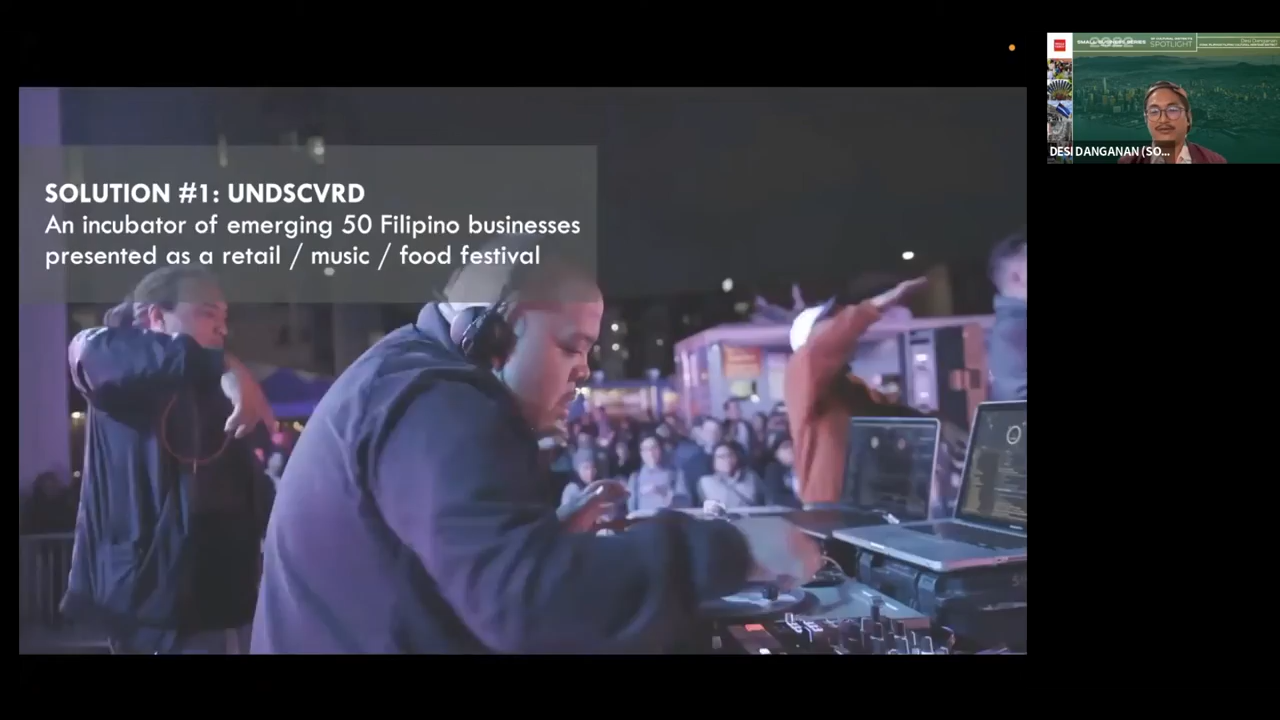 SOLUTION #1: UNDSCVRD
An incubator of emerging 50 Filipino businesses
presented as a retail / music / food festival
SPOTLIGHT
DESI DANGANAN (SO...